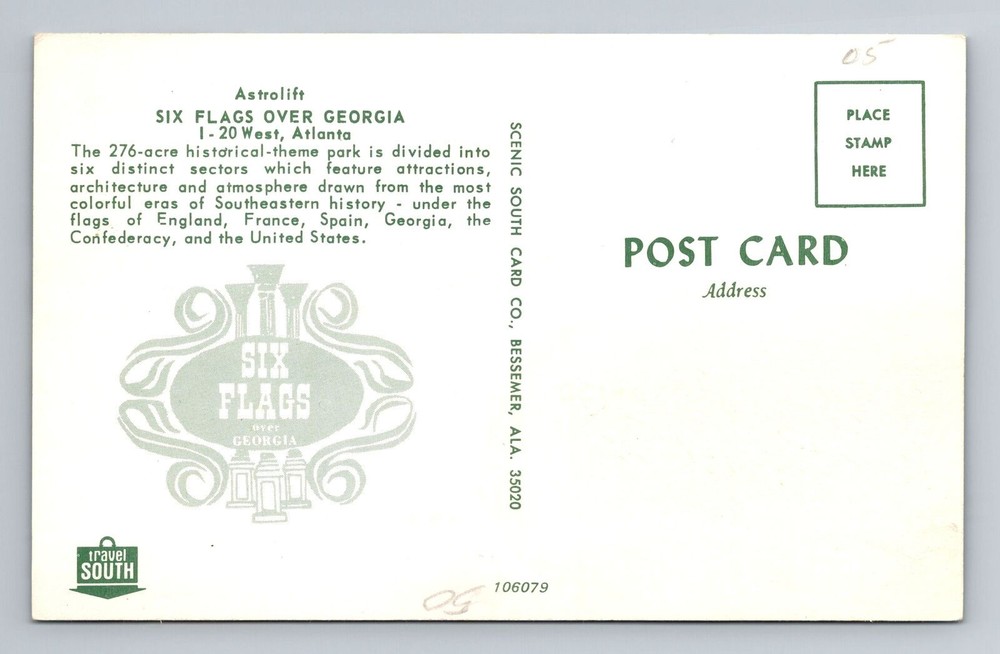 05
Astrolift
SIX FLAGS OVER GEORGIA
I-20 West, Atlanta
The 276-acre historical-theme park is divided into
six distinct sectors which feature attractions,
architecture and atmosphere drawn from the most
colorful eras of Southeastern history - under the
flags of England, France, Spain, Georgia, the
Confederacy, and the United States.
SIX
FLAGS
over
GEORGIA
travel
SOUTH
SCENIC SOUTH CARD CO., BESSEMER, ALA. 35020
106079
PLACE
STAMP
HERE
POST CARD
Address